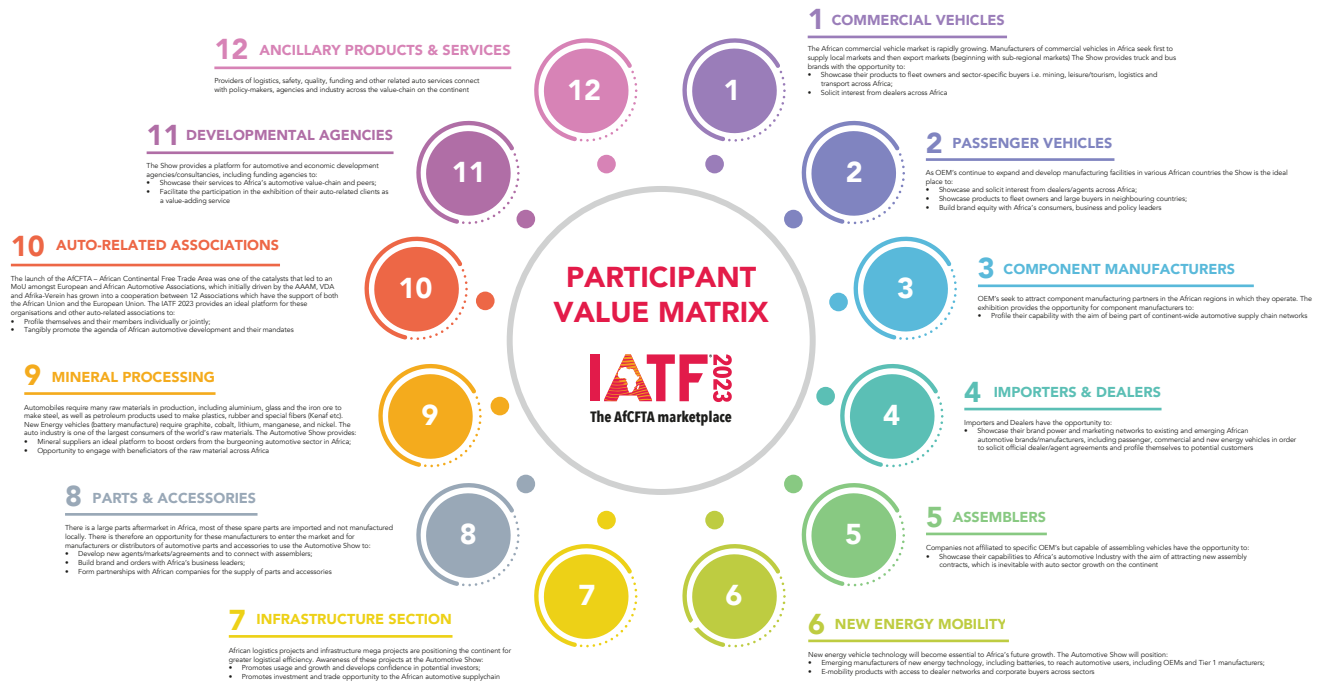 PARTICIPANT
VALUE MATRIX
IATF 2023
The AfCFTA marketplace
1 COMMERCIAL VEHICLES
The African commercial vehicle market is rapidly growing. Manufacturers of commercial vehicles in Africa seek first to
supply local markets and then export markets (beginning with sub-regional markets) The Show provides truck and bus
brands with the opportunity to:
• Showcase their products to fleet owners and sector-specific buyers i.e. mining, leisure/tourism, logistics and
transport across Africa;
• Solicit interest from dealers across Africa
1
2 PASSENGER VEHICLES
As OEM's continue to expand and develop manufacturing facilities in various African countries the Show is the ideal
place to:
• Showcase and solicit interest from dealers/agents across Africa;
• Showcase products to fleet owners and large buyers in neighbouring countries;
• Build brand equity with Africa's consumers, business and policy leaders
2
3 COMPONENT MANUFACTURERS
OEM's seek to attract component manufacturing partners in the African regions in which they operate. The
exhibition provides the opportunity for component manufacturers to:
• Profile their capability with the aim of being part of continent-wide automotive supply chain networks
3
4 IMPORTERS & DEALERS
Importers and Dealers have the opportunity to:
• Showcase their brand power and marketing networks to existing and emerging African
automotive brands/manufacturers, including passenger, commercial and new energy vehicles in order
to solicit official dealer/agent agreements and profile themselves to potential customers
4
5 ASSEMBLERS
Companies not affiliated to specific OEM's but capable of assembling vehicles have the opportunity to:
• Showcase their capabilities to Africa's automotive Industry with the aim of attracting new assembly
contracts, which is inevitable with auto sector growth on the continent
5
6 NEW ENERGY MOBILITY
New energy vehicle technology will become essential to Africa's future growth. The Automotive Show will position:
• Emerging manufacturers of new energy technology, including batteries, to reach automotive users, including OEMs and Tier 1 manufacturers;
• E-mobility products with access to dealer networks and corporate buyers across sectors
6
7 INFRASTRUCTURE SECTION
African logistics projects and infrastructure mega projects are positioning the continent for
greater logistical efficiency. Awareness of these projects at the Automotive Show:
• Promotes usage and growth and develops confidence in potential investors;
• Promotes investment and trade opportunity to the African automotive supplychain
7
8 PARTS & ACCESSORIES
There is a large parts aftermarket in Africa, most of these spare parts are imported and not manufactured
locally. There is therefore an opportunity for these manufacturers to enter the market and for
manufacturers or distributors of automotive parts and accessories to use the Automotive Show to:
• Develop new agents/markets/agreements and to connect with assemblers;
• Build brand and orders with Africa's business leaders;
• Form partnerships with African companies for the supply of parts and accessories
8
9 MINERAL PROCESSING
Automobiles require many raw materials in production, including aluminium, glass and the iron ore to
make steel, as well as petroleum products used to make plastics, rubber and special fibers (Kenaf etc).
New Energy vehicles (battery manufacture) require graphite, cobalt, lithium, manganese, and nickel. The
auto industry is one of the largest consumers of the world's raw materials. The Automotive Show provides:
• Mineral suppliers an ideal platform to boost orders from the burgeoning automotive sector in Africa;
• Opportunity to engage with beneficiators of the raw material across Africa
9
10 AUTO-RELATED ASSOCIATIONS
The launch of the AfCFTA – African Continental Free Trade Area was one of the catalysts that led to an
MoU amongst European and African Automotive Associations, which initially driven by the AAAM, VDA
and Afrika-Verein has grown into a cooperation between 12 Associations which have the support of both
the African Union and the European Union. The IATF 2023 provides an ideal platform for these
organisations and other auto-related associations to:
• Profile themselves and their members individually or jointly;
• Tangibly promote the agenda of African automotive development and their mandates
10
11 DEVELOPMENTAL AGENCIES
The Show provides a platform for automotive and economic development
agencies/consultancies, including funding agencies to:
• Showcase their services to Africa's automotive value-chain and peers;
• Facilitate the participation in the exhibition of their auto-related clients as
a value-adding service
11
12 ANCILLARY PRODUCTS & SERVICES
Providers of logistics, safety, quality, funding and other related auto services connect
with policy-makers, agencies and industry across the value-chain on the continent
12